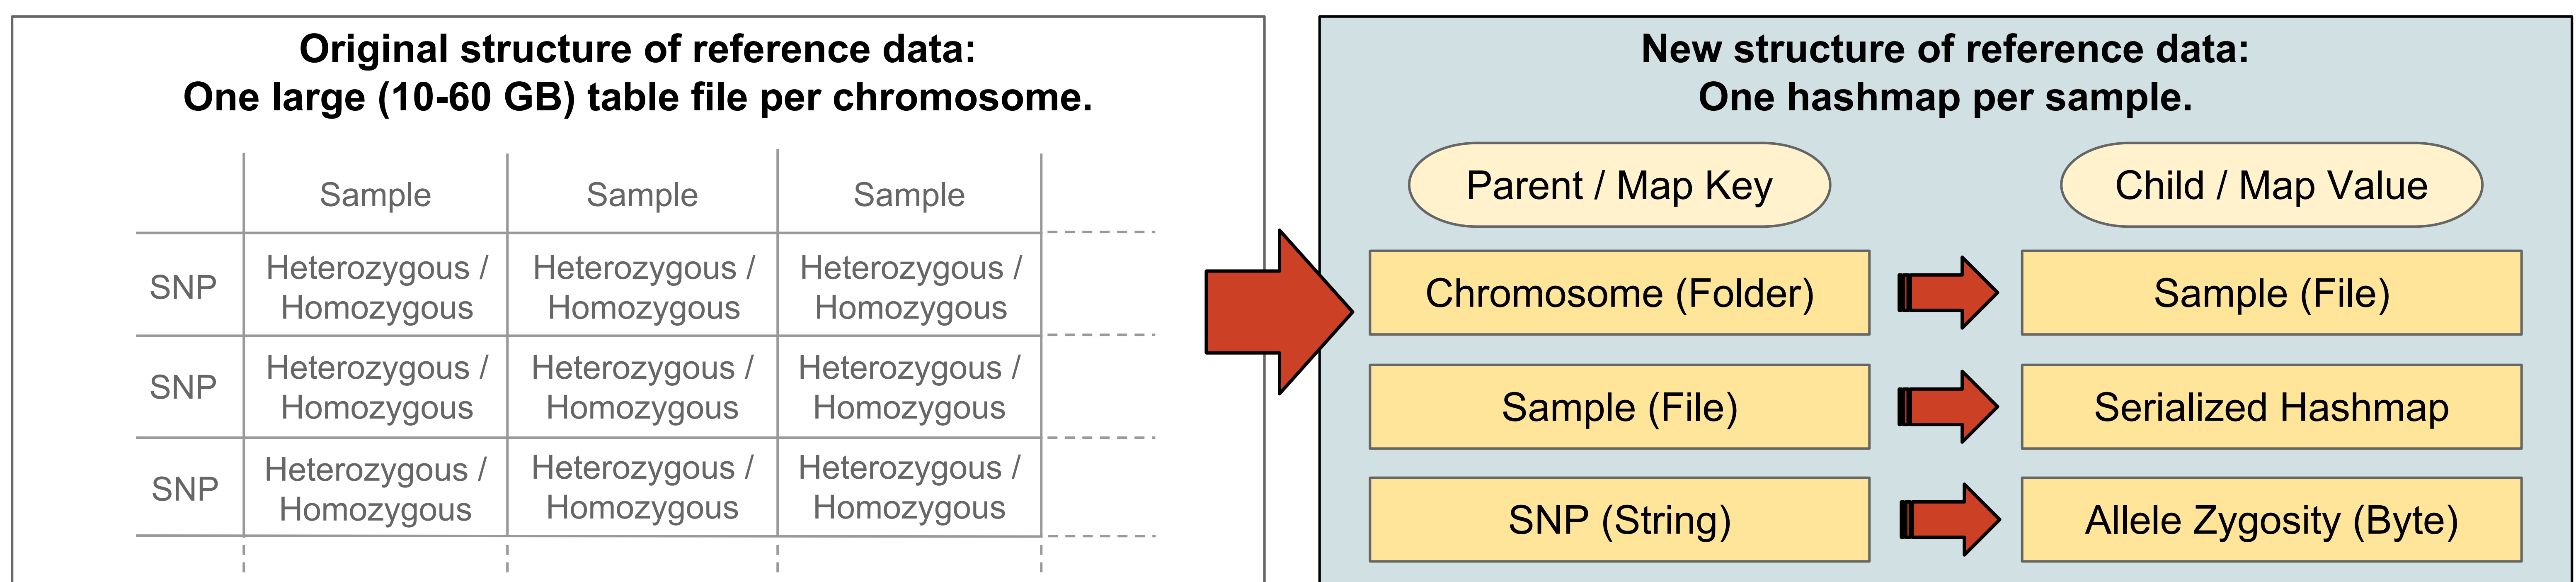 Original structure of reference data:
One large (10-60 GB) table file per chromosome.
Sample Sample Sample
SNP Heterozygous / Homozygous Heterozygous / Homozygous Heterozygous / Homozygous
SNP Heterozygous / Homozygous Heterozygous / Homozygous Heterozygous / Homozygous
SNP Heterozygous / Homozygous Heterozygous / Homozygous Heterozygous / Homozygous
New structure of reference data:
One hashmap per sample.
Parent / Map Key Child / Map Value
Chromosome (Folder) Sample (File)
Sample (File) Serialized Hashmap
SNP (String) Allele Zygosity (Byte)